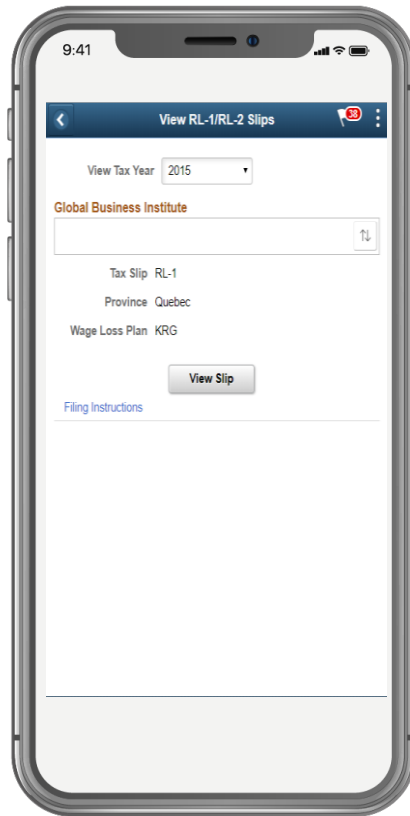 9:41
View RL-1/RL-2 Slips 38
View Tax Year 2015
Global Business Institute
Tax Slip RL-1
Province Quebec
Wage Loss Plan KRG
View Slip
Filing Instructions